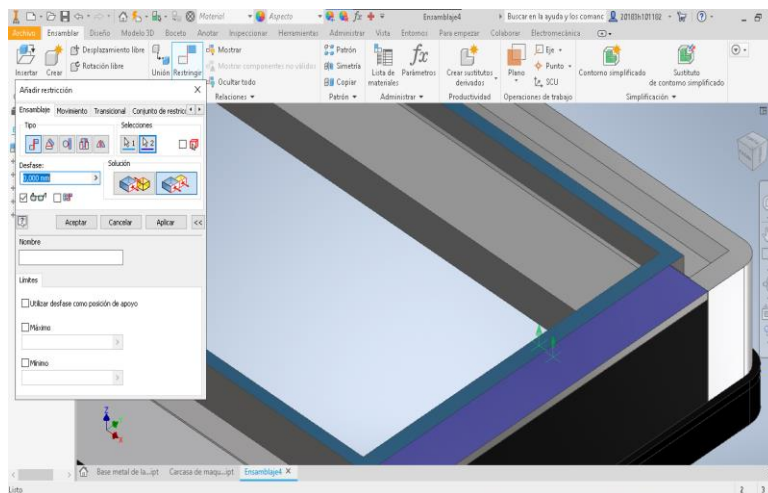 Material
Aspecto
Ensamblaje4
Buscar en la ayuda y los comanc
20183h101102
Archivo Ensamblar Diseño Modelo 3D Boceto Anotar Inspeccionar Herramientas Administrar Vista Entornos Para empezar Colaborar Electromecánica
Insertar
Crear
Desplazamiento libre
Rotación libre
Unión
Restringir
Mostrar
Mostrar componentes no válidos
Ocultar todo
Relaciones
Patrón
Simetría
Copiar
Patrón
Lista de materiales
Parámetros
Administrar
Crear sustitutos derivados
Productividad
Plano
Eje
Punto
SCU
Operaciones de trabajo
Contorno simplificado
Sustituto de contorno simplificado
Simplificación
Añadir restricción
Ensamblaje Movimiento Transicional Conjunto de restricc
Tipo
Selecciones
1
2
Desfase:
0,000 mm
Solución
Aceptar
Cancelar
Aplicar
<<
Nombre
Límites
Utilizar desfase como posición de apoyo
Máximo
Mínimo
Z
X
Base metal de la...ipt
Carcasa de maqu...ipt
Ensamblaje4
Listo
2 3